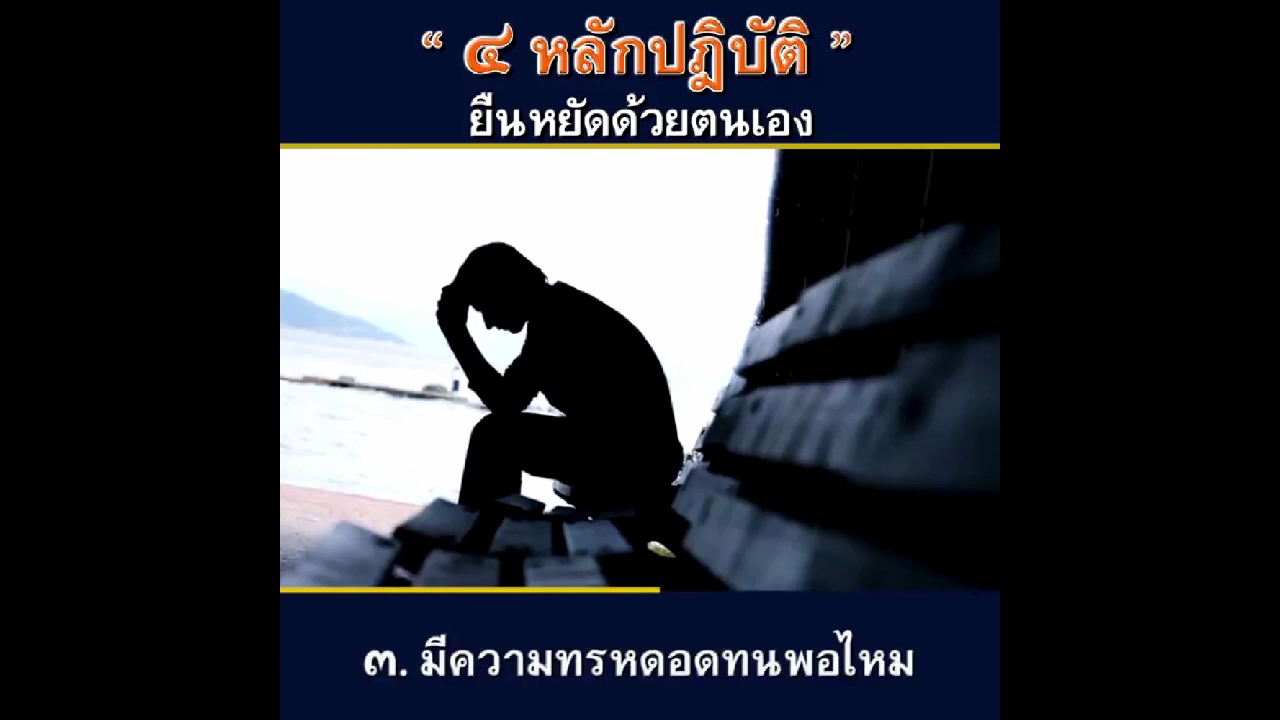 “ ๔ หลักปฎิบัติ ”
ยืนหยัดด้วยตนเอง
๓. มีความทรหดอดทนพอไหม